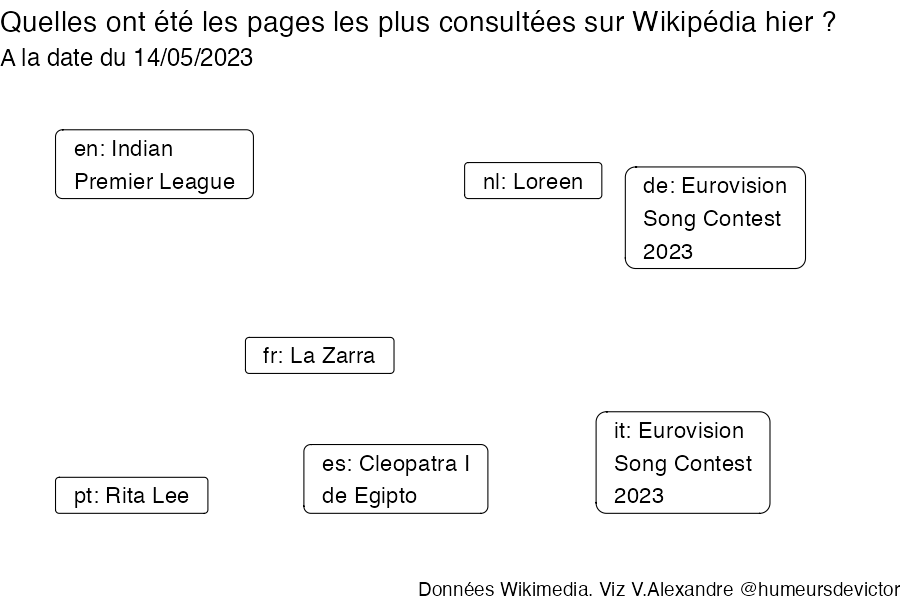 Quelles ont été les pages les plus consultées sur Wikipédia hier ?
A la date du 14/05/2023
en: Indian
Premier League
nl: Loreen
de: Eurovision
Song Contest
2023
fr: La Zarra
it: Eurovision
Song Contest
2023
es: Cleopatra I
de Egipto
pt: Rita Lee
Données Wikimedia. Viz V.Alexandre @humeursdevictor